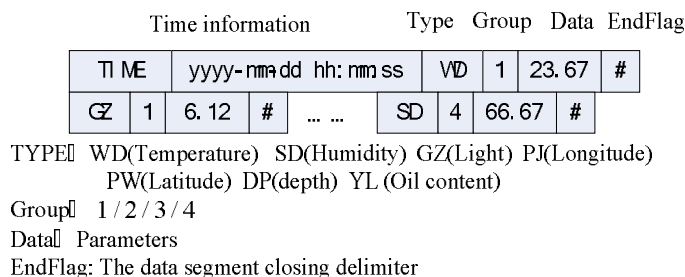 Time information Type Group Data EndFlag
TIME yyyy-mm-dd hh:mm:ss WD 1 23.67 #
GZ 1 6.12 # ... ... SD 4 66.67 #
TYPE WD(Temperature) SD(Humidity) GZ(Light) PJ(Longitude)
PW(Latitude) DP(depth) YL (Oil content)
Group 1 / 2 / 3 / 4
Data Parameters
EndFlag: The data segment closing delimiter